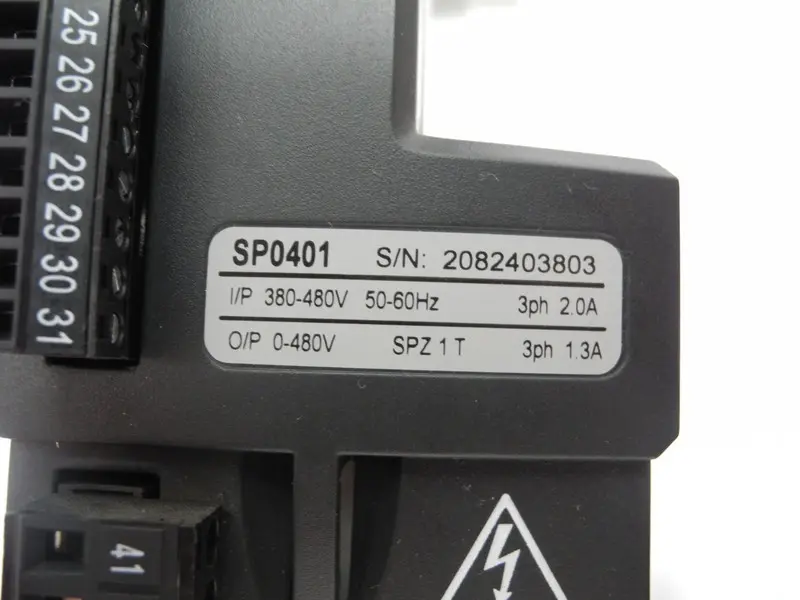 25 26 27 28 29 30 31
SP0401 S/N: 2082403803
I/P 380-480V 50-60Hz 3ph 2.0A
O/P 0-480V SPZ 1 T 3ph 1.3A
41